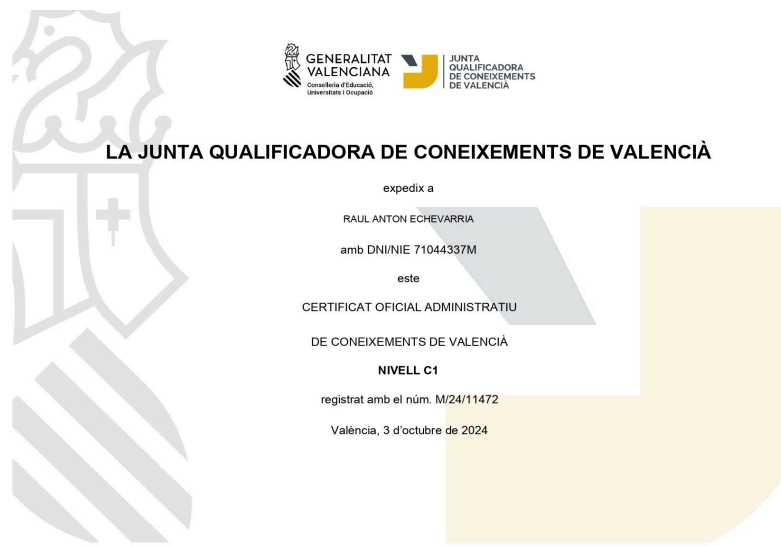 GENERALITAT
VALENCIANA
Conselleria d'Educació,
Universitats i Ocupació
JUNTA
QUALIFICADORA
DE CONEIXEMENTS
DE VALENCIÀ
LA JUNTA QUALIFICADORA DE CONEIXEMENTS DE VALENCIÀ
expedix a
RAUL ANTON ECHEVARRIA
amb DNI/NIE 71044337M
este
CERTIFICAT OFICIAL ADMINISTRATIU
DE CONEIXEMENTS DE VALENCIÀ
NIVELL C1
registrat amb el núm. M/24/11472
València, 3 d'octubre de 2024